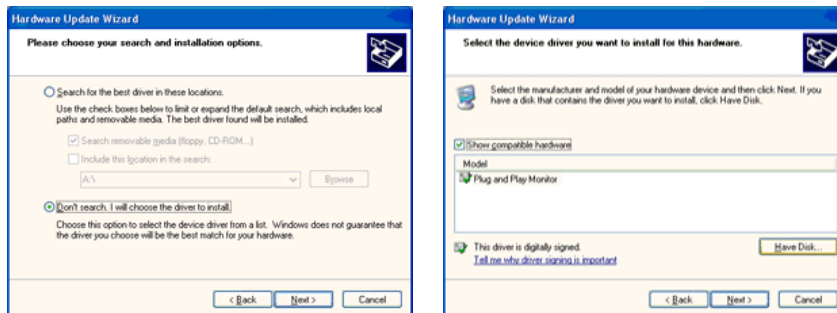 Hardware Update Wizard
Please choose your search and installation options.
Search for the best driver in these locations.
Use the check boxes below to limit or expand the default search, which includes local
paths and removable media. The best driver found will be installed.
Search removable media (floppy, CD-ROM...)
Include this location in the search:
A:\
Browse
Don't search. I will choose the driver to install.
Choose this option to select the device driver from a list. Windows does not guarantee that
the driver you choose will be the best match for your hardware.
< Back
Next >
Cancel
Hardware Update Wizard
Select the device driver you want to install for this hardware.
Select the manufacturer and model of your hardware device and then click Next. If you
have a disk that contains the driver you want to install, click Have Disk.
Show compatible hardware
Model
Plug and Play Monitor
This driver is digitally signed.
Tell me why driver signing is important
Have Disk...
< Back
Next >
Cancel